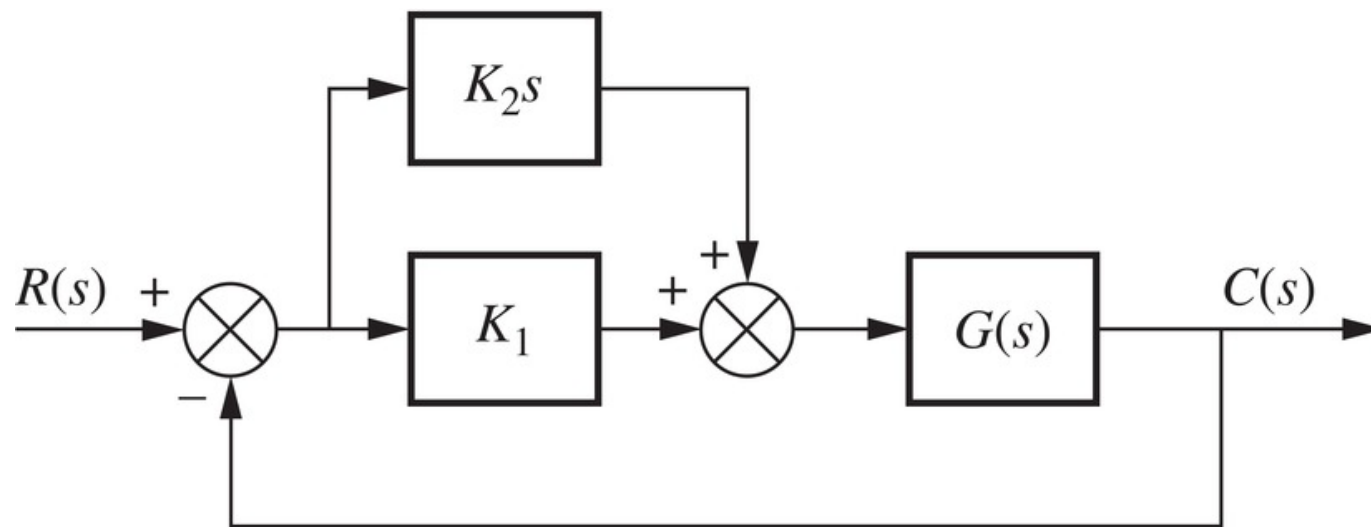 K₂s
+
R(s) + K₁ + G(s) C(s)
−